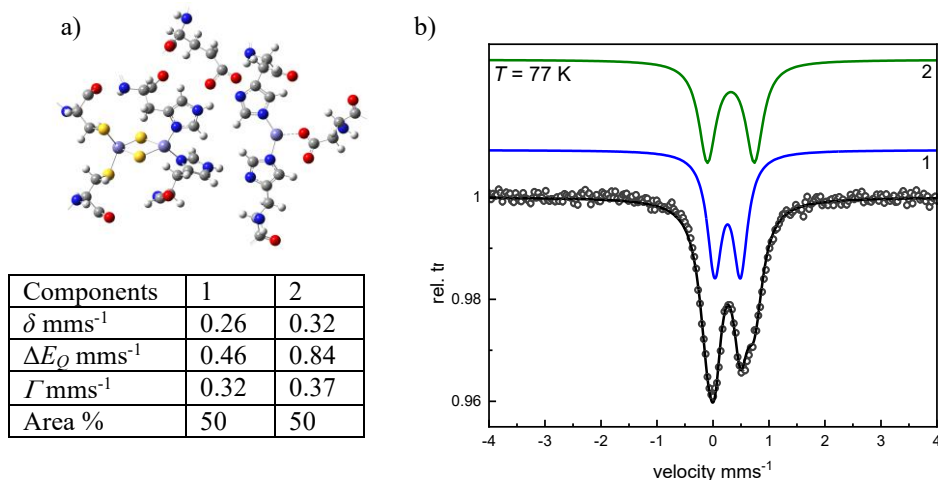 a)
b)
T = 77 K
2
1
1
0.98
0.96
rel. tr
-4 -3 -2 -1 0 1 2 3 4
velocity mms⁻¹
Components 1 2
δ mms⁻¹ 0.26 0.32
ΔE_Q mms⁻¹ 0.46 0.84
Γ mms⁻¹ 0.32 0.37
Area % 50 50